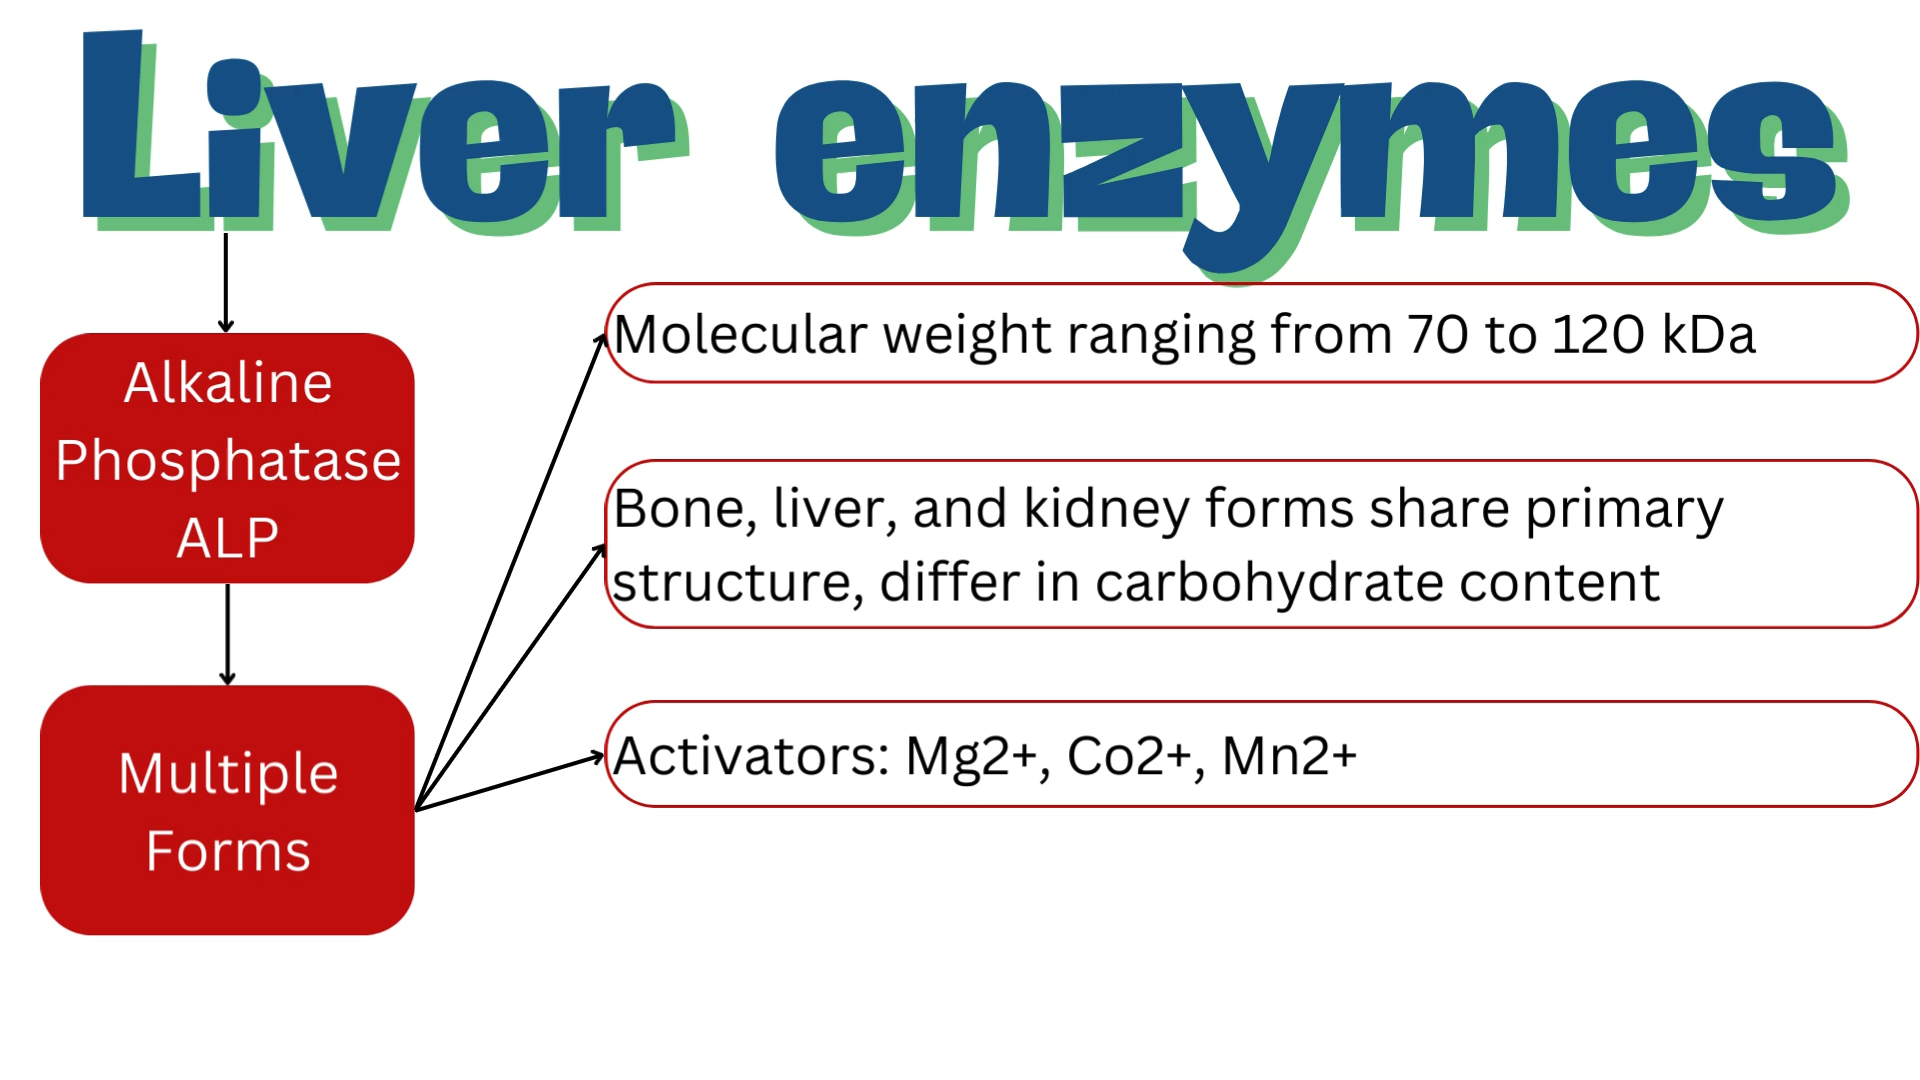 Liver enzymes
Alkaline
Phosphatase
ALP
Multiple
Forms
Molecular weight ranging from 70 to 120 kDa
Bone, liver, and kidney forms share primary
structure, differ in carbohydrate content
Activators: Mg2+, Co2+, Mn2+